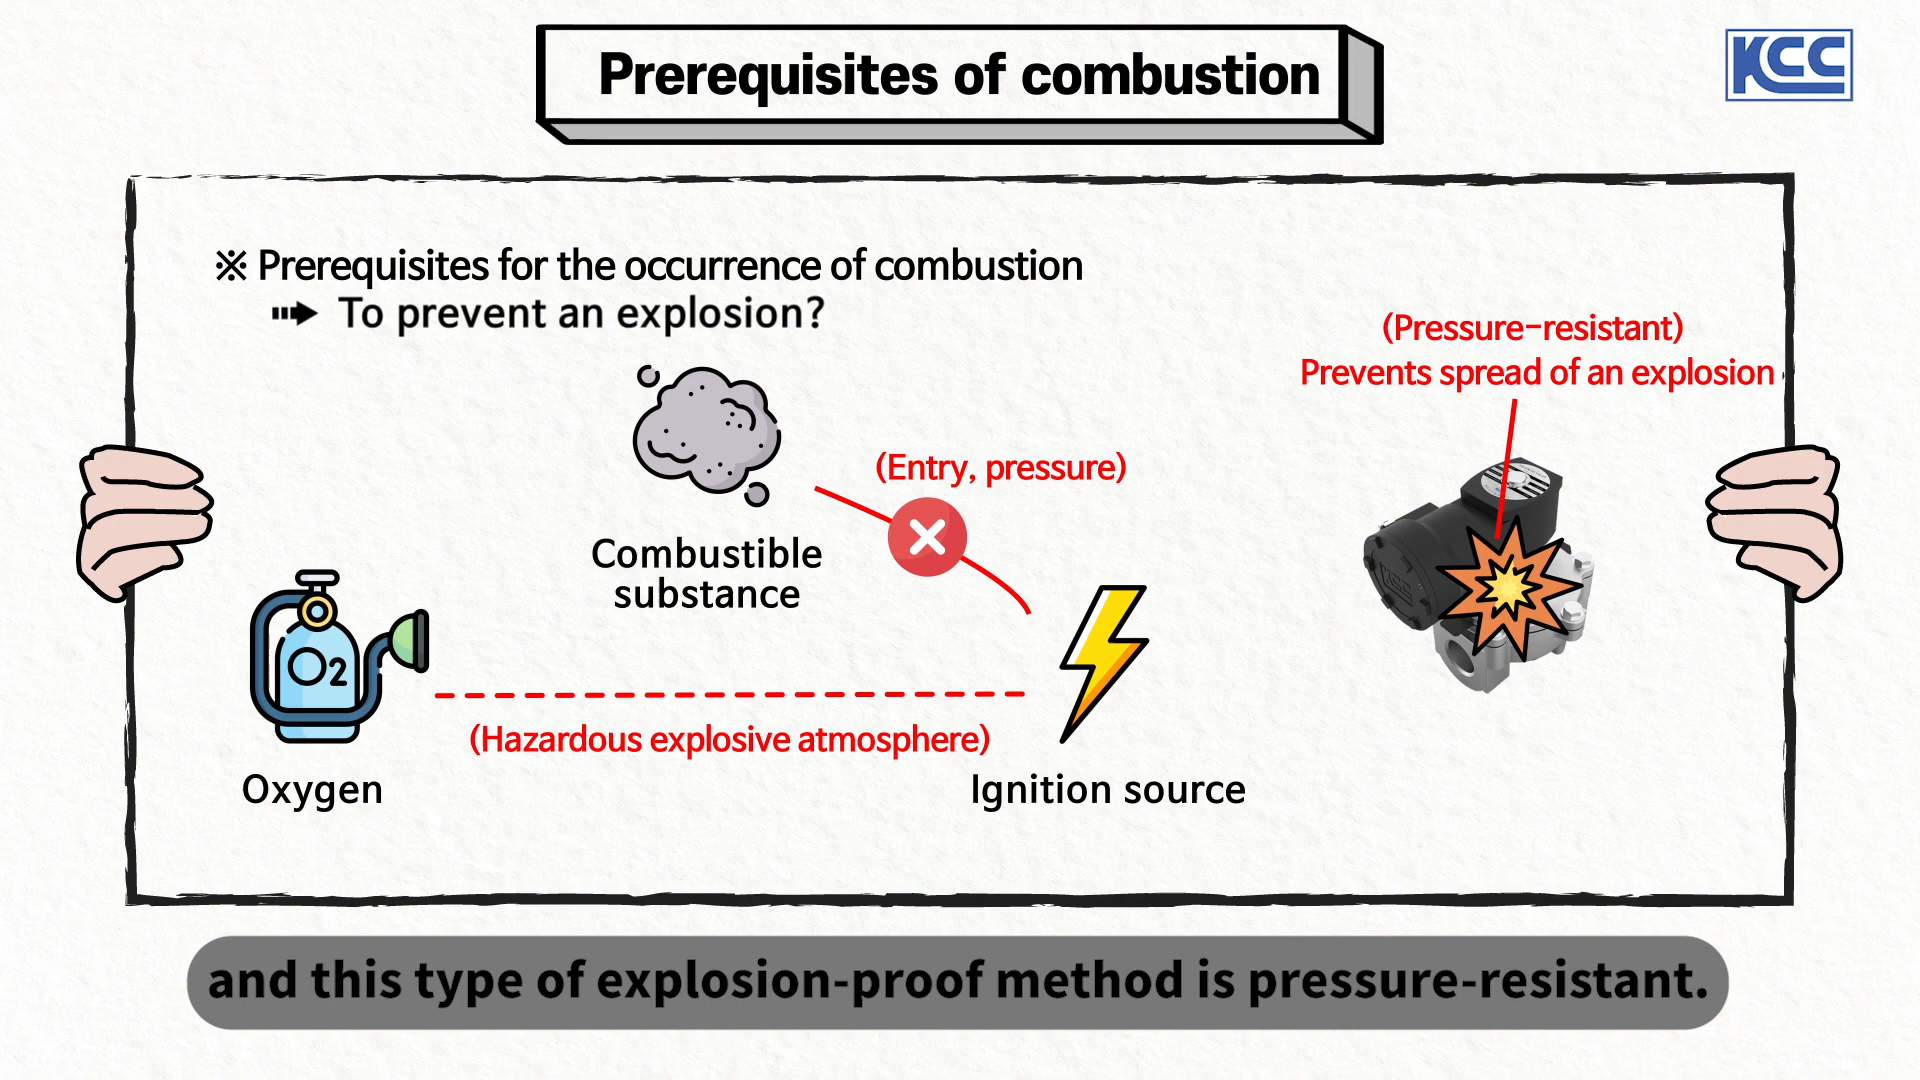 Prerequisites of combustion
KCC
※ Prerequisites for the occurrence of combustion
To prevent an explosion?
(Pressure-resistant)
Prevents spread of an explosion
(Entry, pressure)
Combustible
substance
O2
KCC
(Hazardous explosive atmosphere)
Oxygen
Ignition source
and this type of explosion-proof method is pressure-resistant.